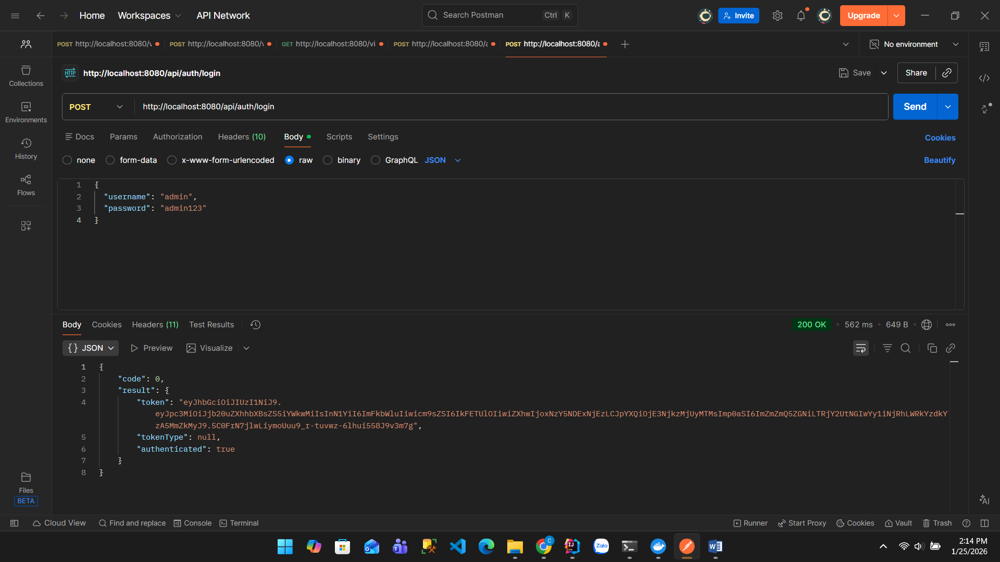 Home Workspaces API Network Search Postman Ctrl K Invite Upgrade
POST http://localhost:8080/v POST http://localhost:8080/v GET http://localhost:8080/vi POST http://localhost:8080/a POST http://localhost:8080/a No environment
HTTP http://localhost:8080/api/auth/login Save Share
Collections
Environments
History
Flows
Files
BETA
POST http://localhost:8080/api/auth/login Send
Docs Params Authorization Headers (10) Body Scripts Settings Cookies
none form-data x-www-form-urlencoded raw binary GraphQL JSON Beautify
1 {
2 "username": "admin",
3 "password": "admin123"
4 }
Body Cookies Headers (11) Test Results 200 OK 562 ms 649 B
{} JSON Preview Visualize
1 {
2 "code": 0,
3 "result": {
4 "token": "eyJhbGciOiJIUzI1NiJ9.
eyJpc3MiOiJjb20uZXhhbXBsZS5iYWkwMiIsInN1YiI6ImFkbWluIiwicm9sZSI6IkFETUlOIiwiZXhwIjoxNzY5NDExNjEzLCJpYXQiOjE3NjkzMjUyMTMsImp0aSI6ImZmZmQ5ZGNiLTRjY2UtNGIwYy1iNjRhLWRkYzdkY
zA5MmZkMyJ9.5C0FrN7jlwLiymoUuu9_r-tuvwz-6lhui558J9v3m7g",
5 "tokenType": null,
6 "authenticated": true
7 }
8 }
Cloud View Find and replace Console Terminal Runner Start Proxy Cookies Vault Trash
AI
Zalo
2:14 PM
1/25/2026